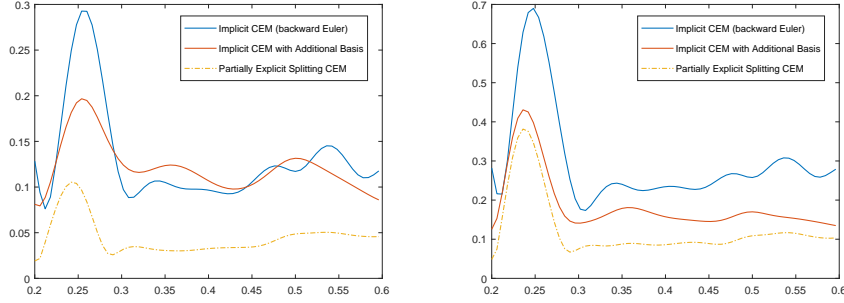 0.3
0.25
0.2
0.15
0.1
0.05
0
0.2 0.25 0.3 0.35 0.4 0.45 0.5 0.55 0.6
Implicit CEM (backward Euler)
Implicit CEM with Additional Basis
Partially Explicit Splitting CEM
0.7
0.6
0.5
0.4
0.3
0.2
0.1
0
0.2 0.25 0.3 0.35 0.4 0.45 0.5 0.55 0.6
Implicit CEM (backward Euler)
Implicit CEM with Additional Basis
Partially Explicit Splitting CEM